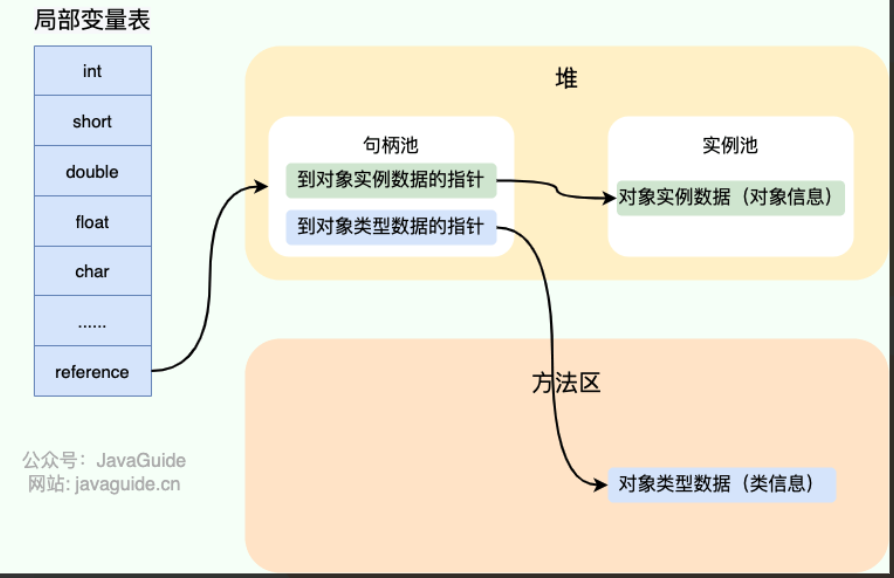 局部变量表
int
short
double
float
char
......
reference
堆
句柄池
到对象实例数据的指针
到对象类型数据的指针
实例池
对象实例数据（对象信息）
方法区
对象类型数据（类信息）
公众号：JavaGuide
网站: javaguide.cn